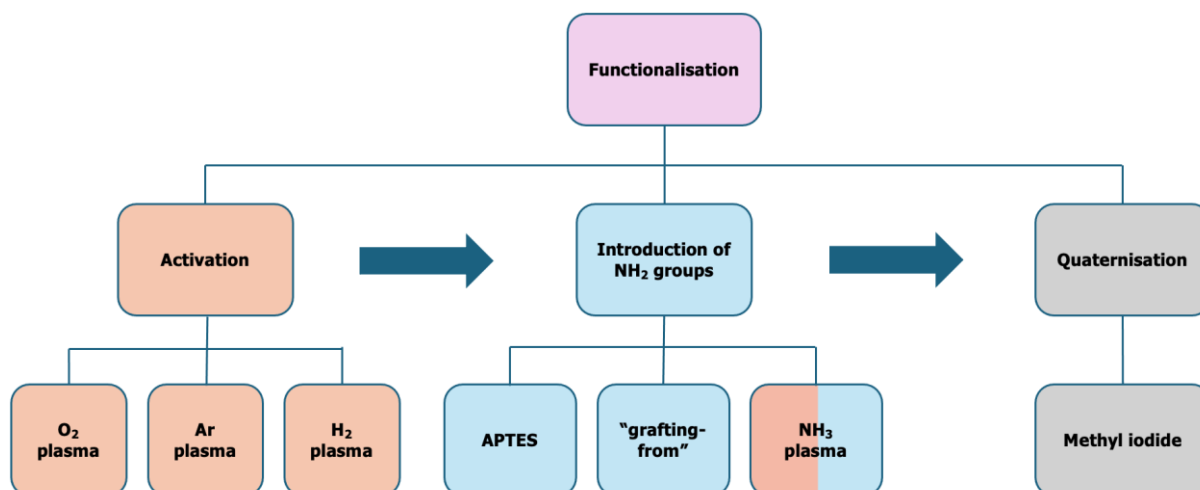 Functionalisation
Activation
Introduction of
NH₂ groups
Quaternisation
O₂
plasma
Ar
plasma
H₂
plasma
APTES
“grafting-
from”
NH₃
plasma
Methyl iodide